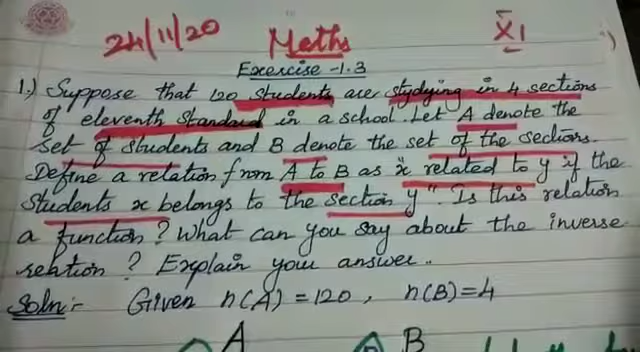 24/11/20 Maths XI
Exercise -1.3
1.) Suppose that 120 students are stydying in 4 sections
of eleventh standard in a school. Let A denote the
set of students and B denote the set of the sections.
Define a relation from A to B as "x related to y if the
students x belongs to the section y". Is this relation
a function? What can you say about the inverse
reltion? Explain your answer.
Soln:- Given n(A) = 120, n(B) = 4
A B